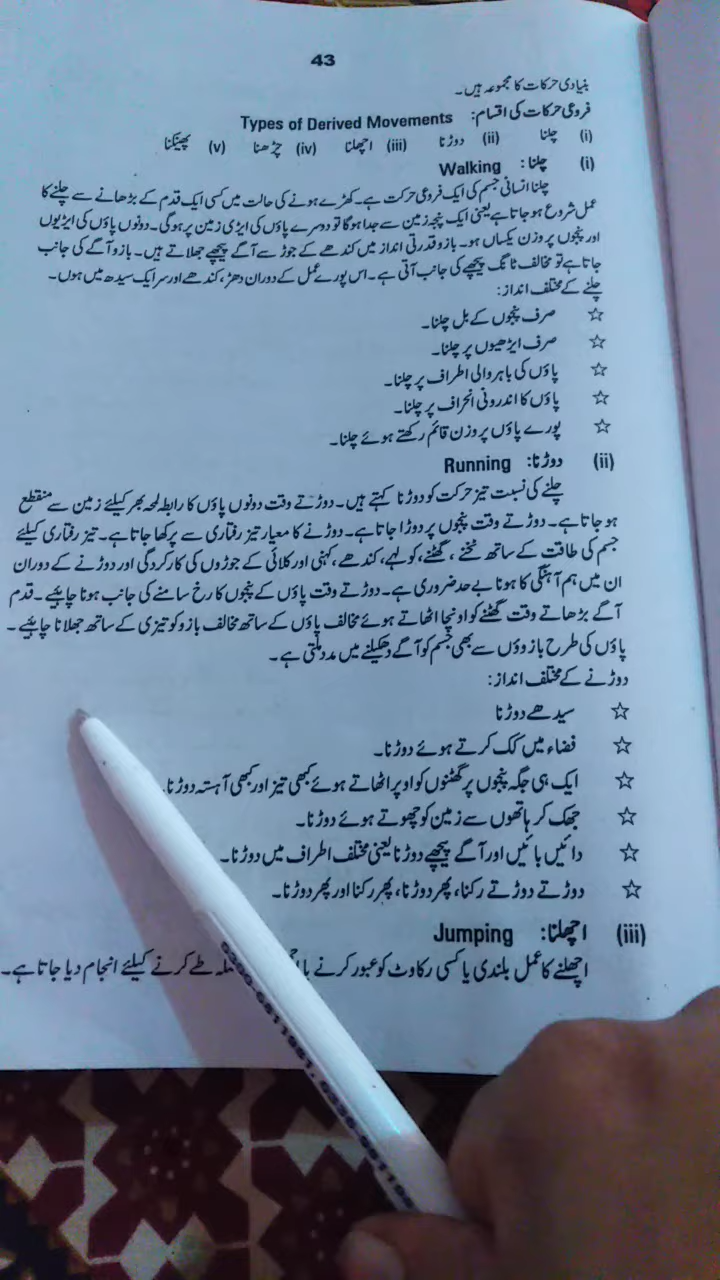 43
بنیادی حرکات کا مجموعہ ہیں۔
فروعی حرکات کی اقسام: Types of Derived Movements
(i) چلنا (ii) دوڑنا (iii) اچھلنا (iv) چڑھنا (v) پھینکنا
(i) چلنا: Walking
چلنا انسانی جسم کی ایک فروعی حرکت ہے۔ کھڑے ہونے کی حالت میں کسی ایک قدم کے بڑھانے سے چلنے کا
عمل شروع ہو جاتا ہے یعنی ایک پنجہ زمین سے جدا ہوگا تو دوسرے پاؤں کی ایڑی زمین پر ہوگی۔ دونوں پاؤں کی ایڑیوں
اور پنجوں پر وزن یکساں ہو۔ بازو قدرتی انداز میں کندھے کے جوڑ سے آگے پیچھے جھلاتے ہیں۔ بازو آگے کی جانب
جاتا ہے تو مخالف ٹانگ پیچھے کی جانب آتی ہے۔ اس پورے عمل کے دوران دھڑ، کندھے اور سر ایک سیدھ میں ہوں۔
چلنے کے مختلف انداز:
☆ صرف پنجوں کے بل چلنا۔
☆ صرف ایڑھیوں پر چلنا۔
☆ پاؤں کی باہر والی اطراف پر چلنا۔
☆ پاؤں کا اندرونی انحراف پر چلنا۔
☆ پورے پاؤں پر وزن قائم رکھتے ہوئے چلنا۔
(ii) دوڑنا: Running
چلنے کی نسبت تیز حرکت کو دوڑنا کہتے ہیں۔ دوڑتے وقت دونوں پاؤں کا رابطہ لمحہ بھر کیلئے زمین سے منقطع
ہو جاتا ہے۔ دوڑتے وقت پنجوں پر دوڑا جاتا ہے۔ دوڑنے کا معیار تیز رفتاری سے پرکھا جاتا ہے۔ تیز رفتاری کیلئے
جسم کی طاقت کے ساتھ ٹخنے، گھٹنے، کولہے، کندھے، کہنی اور کلائی کے جوڑوں کی کارکردگی اور دوڑنے کے دوران
ان میں ہم آہنگی کا ہونا بے حد ضروری ہے۔ دوڑتے وقت پاؤں کے پنجوں کا رخ سامنے کی جانب ہونا چاہئیے۔ قدم
آگے بڑھاتے وقت گھٹنے کو اونچا اٹھاتے ہوئے مخالف پاؤں کے ساتھ مخالف بازو کو تیزی کے ساتھ جھلانا چاہئیے۔
پاؤں کی طرح بازوؤں سے بھی جسم کو آگے دھکیلنے میں مدد ملتی ہے۔
دوڑنے کے مختلف انداز:
☆ سیدھے دوڑنا
☆ فضاء میں کک کرتے ہوئے دوڑنا۔
☆ ایک ہی جگہ پنجوں پر گھٹنوں کو اوپر اٹھاتے ہوئے کبھی تیز اور کبھی آہستہ دوڑنا۔
☆ جھک کر ہاتھوں سے زمین کو چھوتے ہوئے دوڑنا۔
☆ دائیں بائیں اور آگے پیچھے دوڑنا یعنی مختلف اطراف میں دوڑنا۔
☆ دوڑتے دوڑتے رکنا، پھر دوڑنا، پھر رکنا اور پھر دوڑنا۔
(iii) اچھلنا: Jumping
اچھلنے کا عمل بلندی یا کسی رکاوٹ کو عبور کرنے یا طے کرنے کیلئے انجام دیا جاتا ہے۔